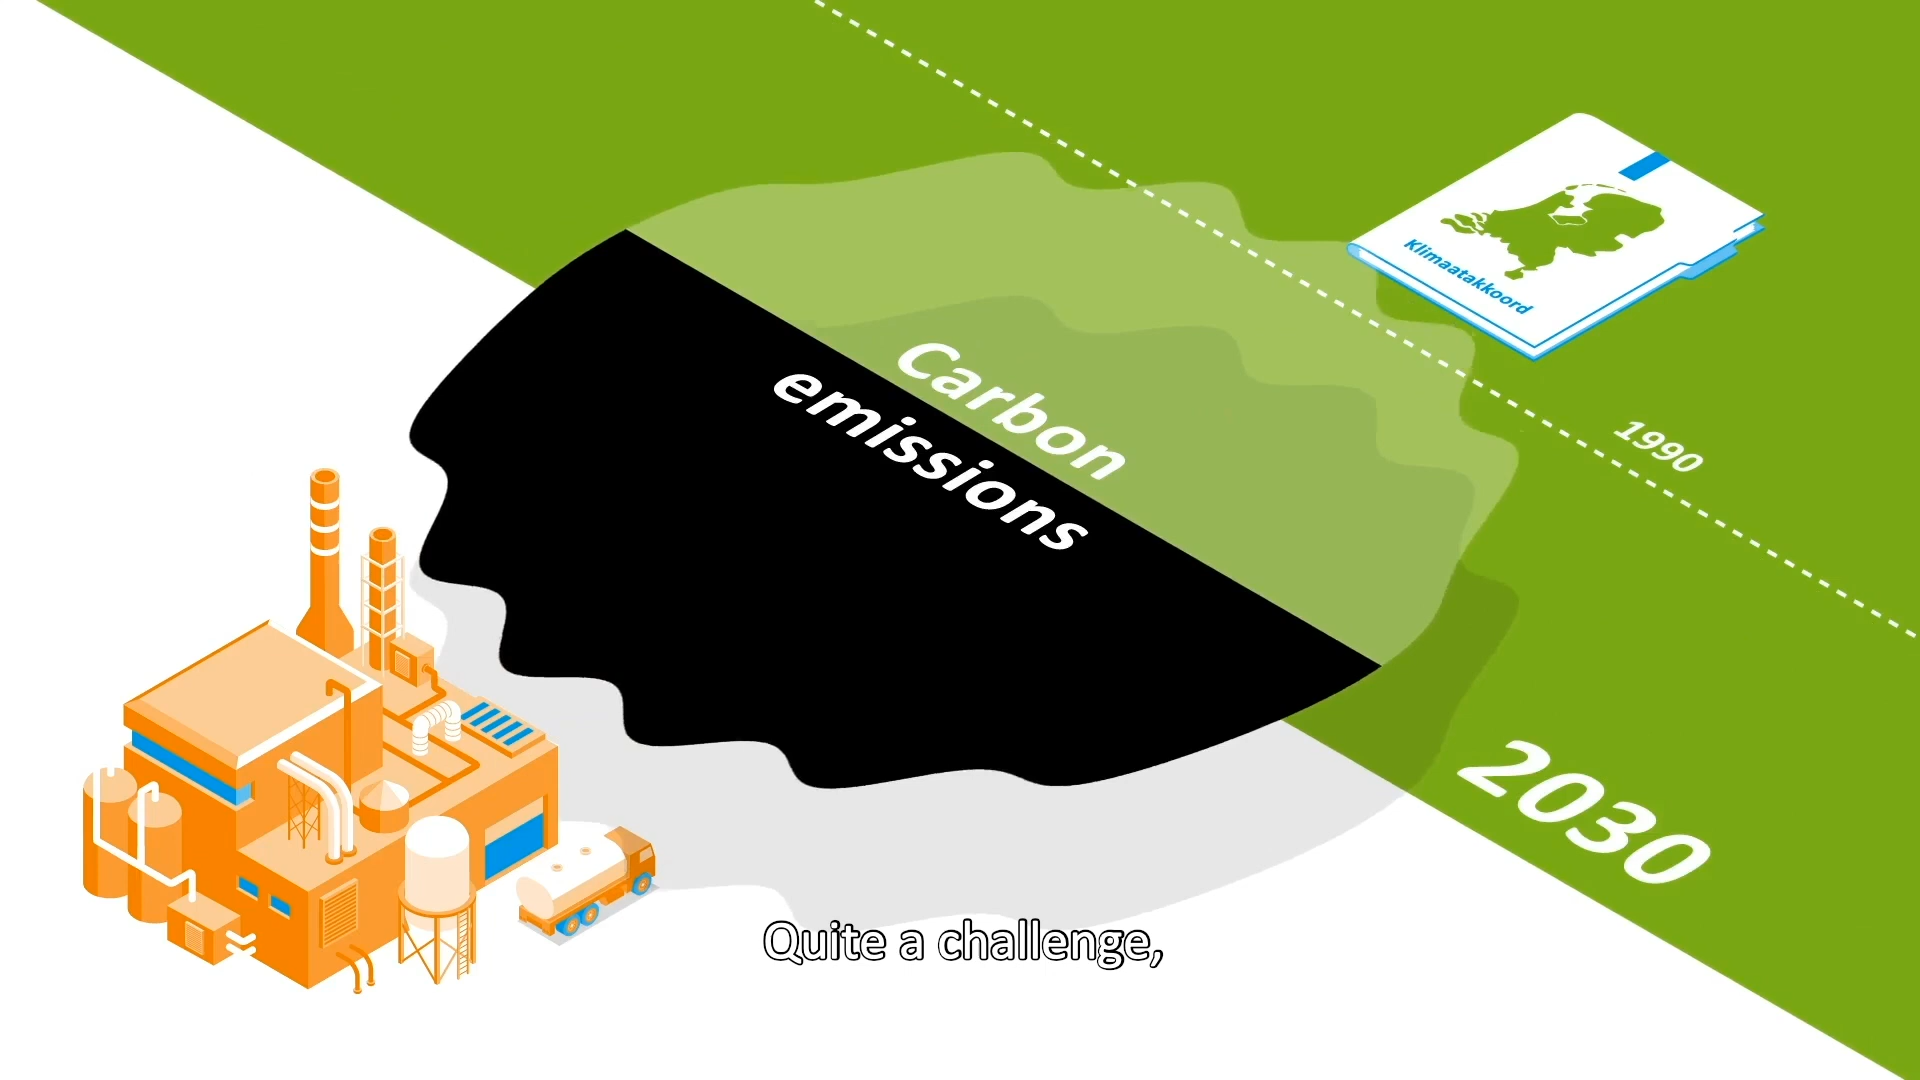 Klimaatakkoord
Carbon
emissions
1990
2030
Quite a challenge,